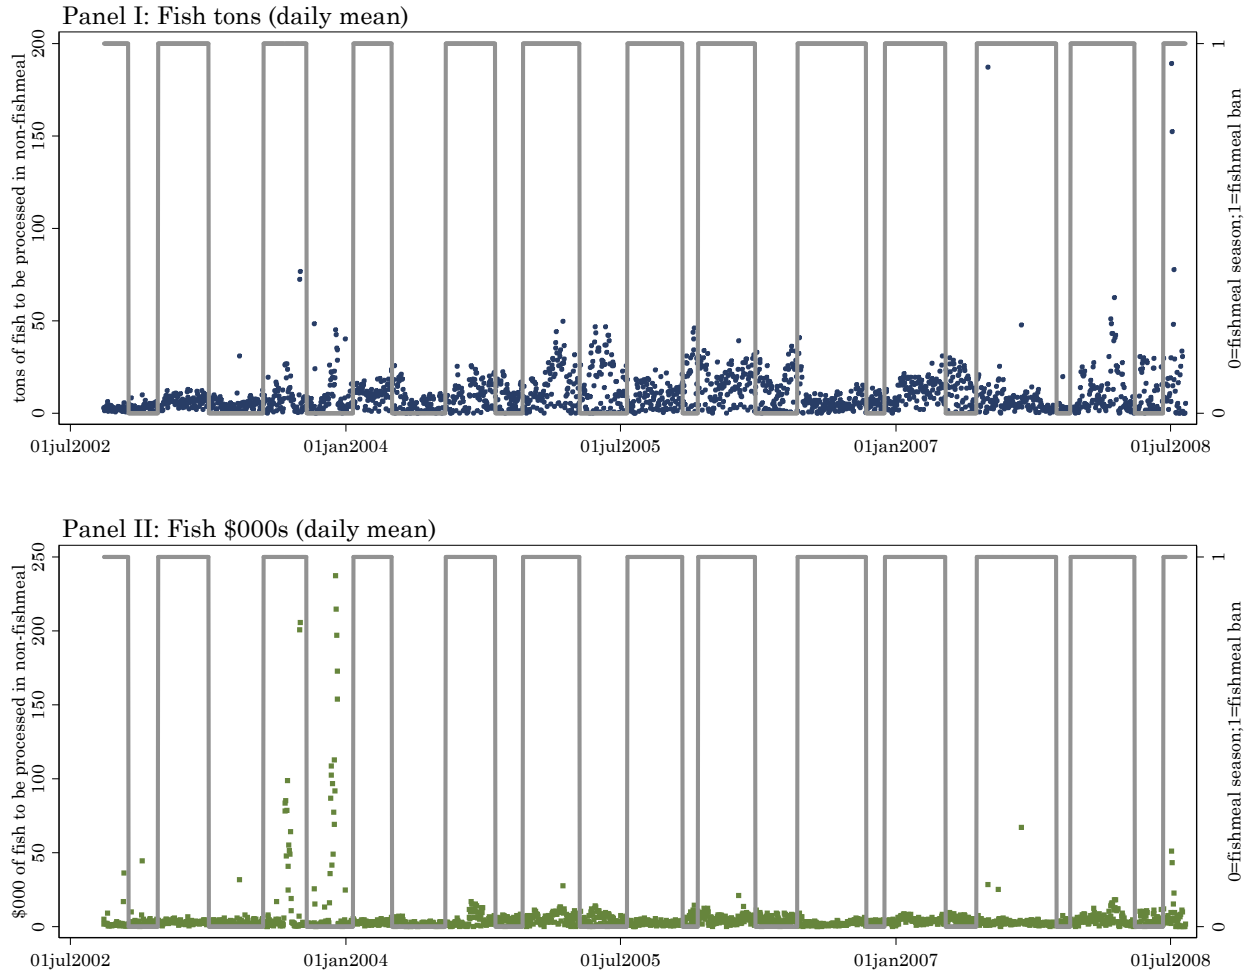 Panel I: Fish tons (daily mean)
tons of fish to be processed in non-fishmeal
200
150
100
50
0
1
0
0=fishmeal season;1=fishmeal ban
01jul2002
01jan2004
01jul2005
01jan2007
01jul2008
Panel II: Fish $000s (daily mean)
$000 of fish to be processed in non-fishmeal
250
200
150
100
50
0
1
0
0=fishmeal season;1=fishmeal ban
01jul2002
01jan2004
01jul2005
01jan2007
01jul2008